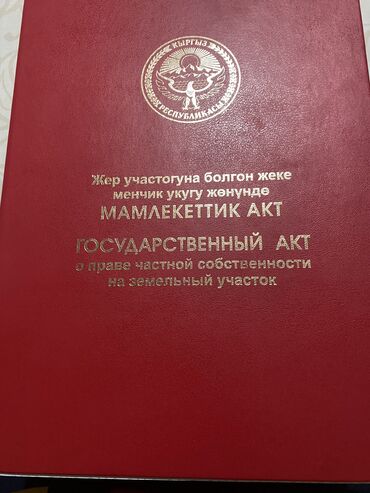 КЫРГЫЗ
РЕСПУБЛИКАСЫ
Жер участогуна болгон жеке
менчик укугу жөнүндө
МАМЛЕКЕТТИК АКТ
ГОСУДАРСТВЕННЫЙ АКТ
о праве частной собственности
на земельный участок